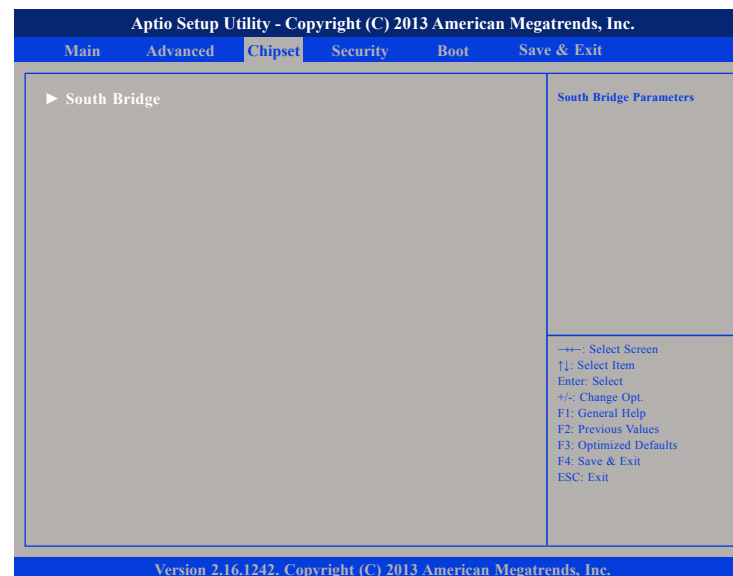 Aptio Setup Utility - Copyright (C) 2013 American Megatrends, Inc.
Main Advanced Chipset Security Boot Save & Exit
► South Bridge
South Bridge Parameters
→←: Select Screen
↑↓: Select Item
Enter: Select
+/-: Change Opt.
F1: General Help
F2: Previous Values
F3: Optimized Defaults
F4: Save & Exit
ESC: Exit
Version 2.16.1242. Copyright (C) 2013 American Megatrends, Inc.